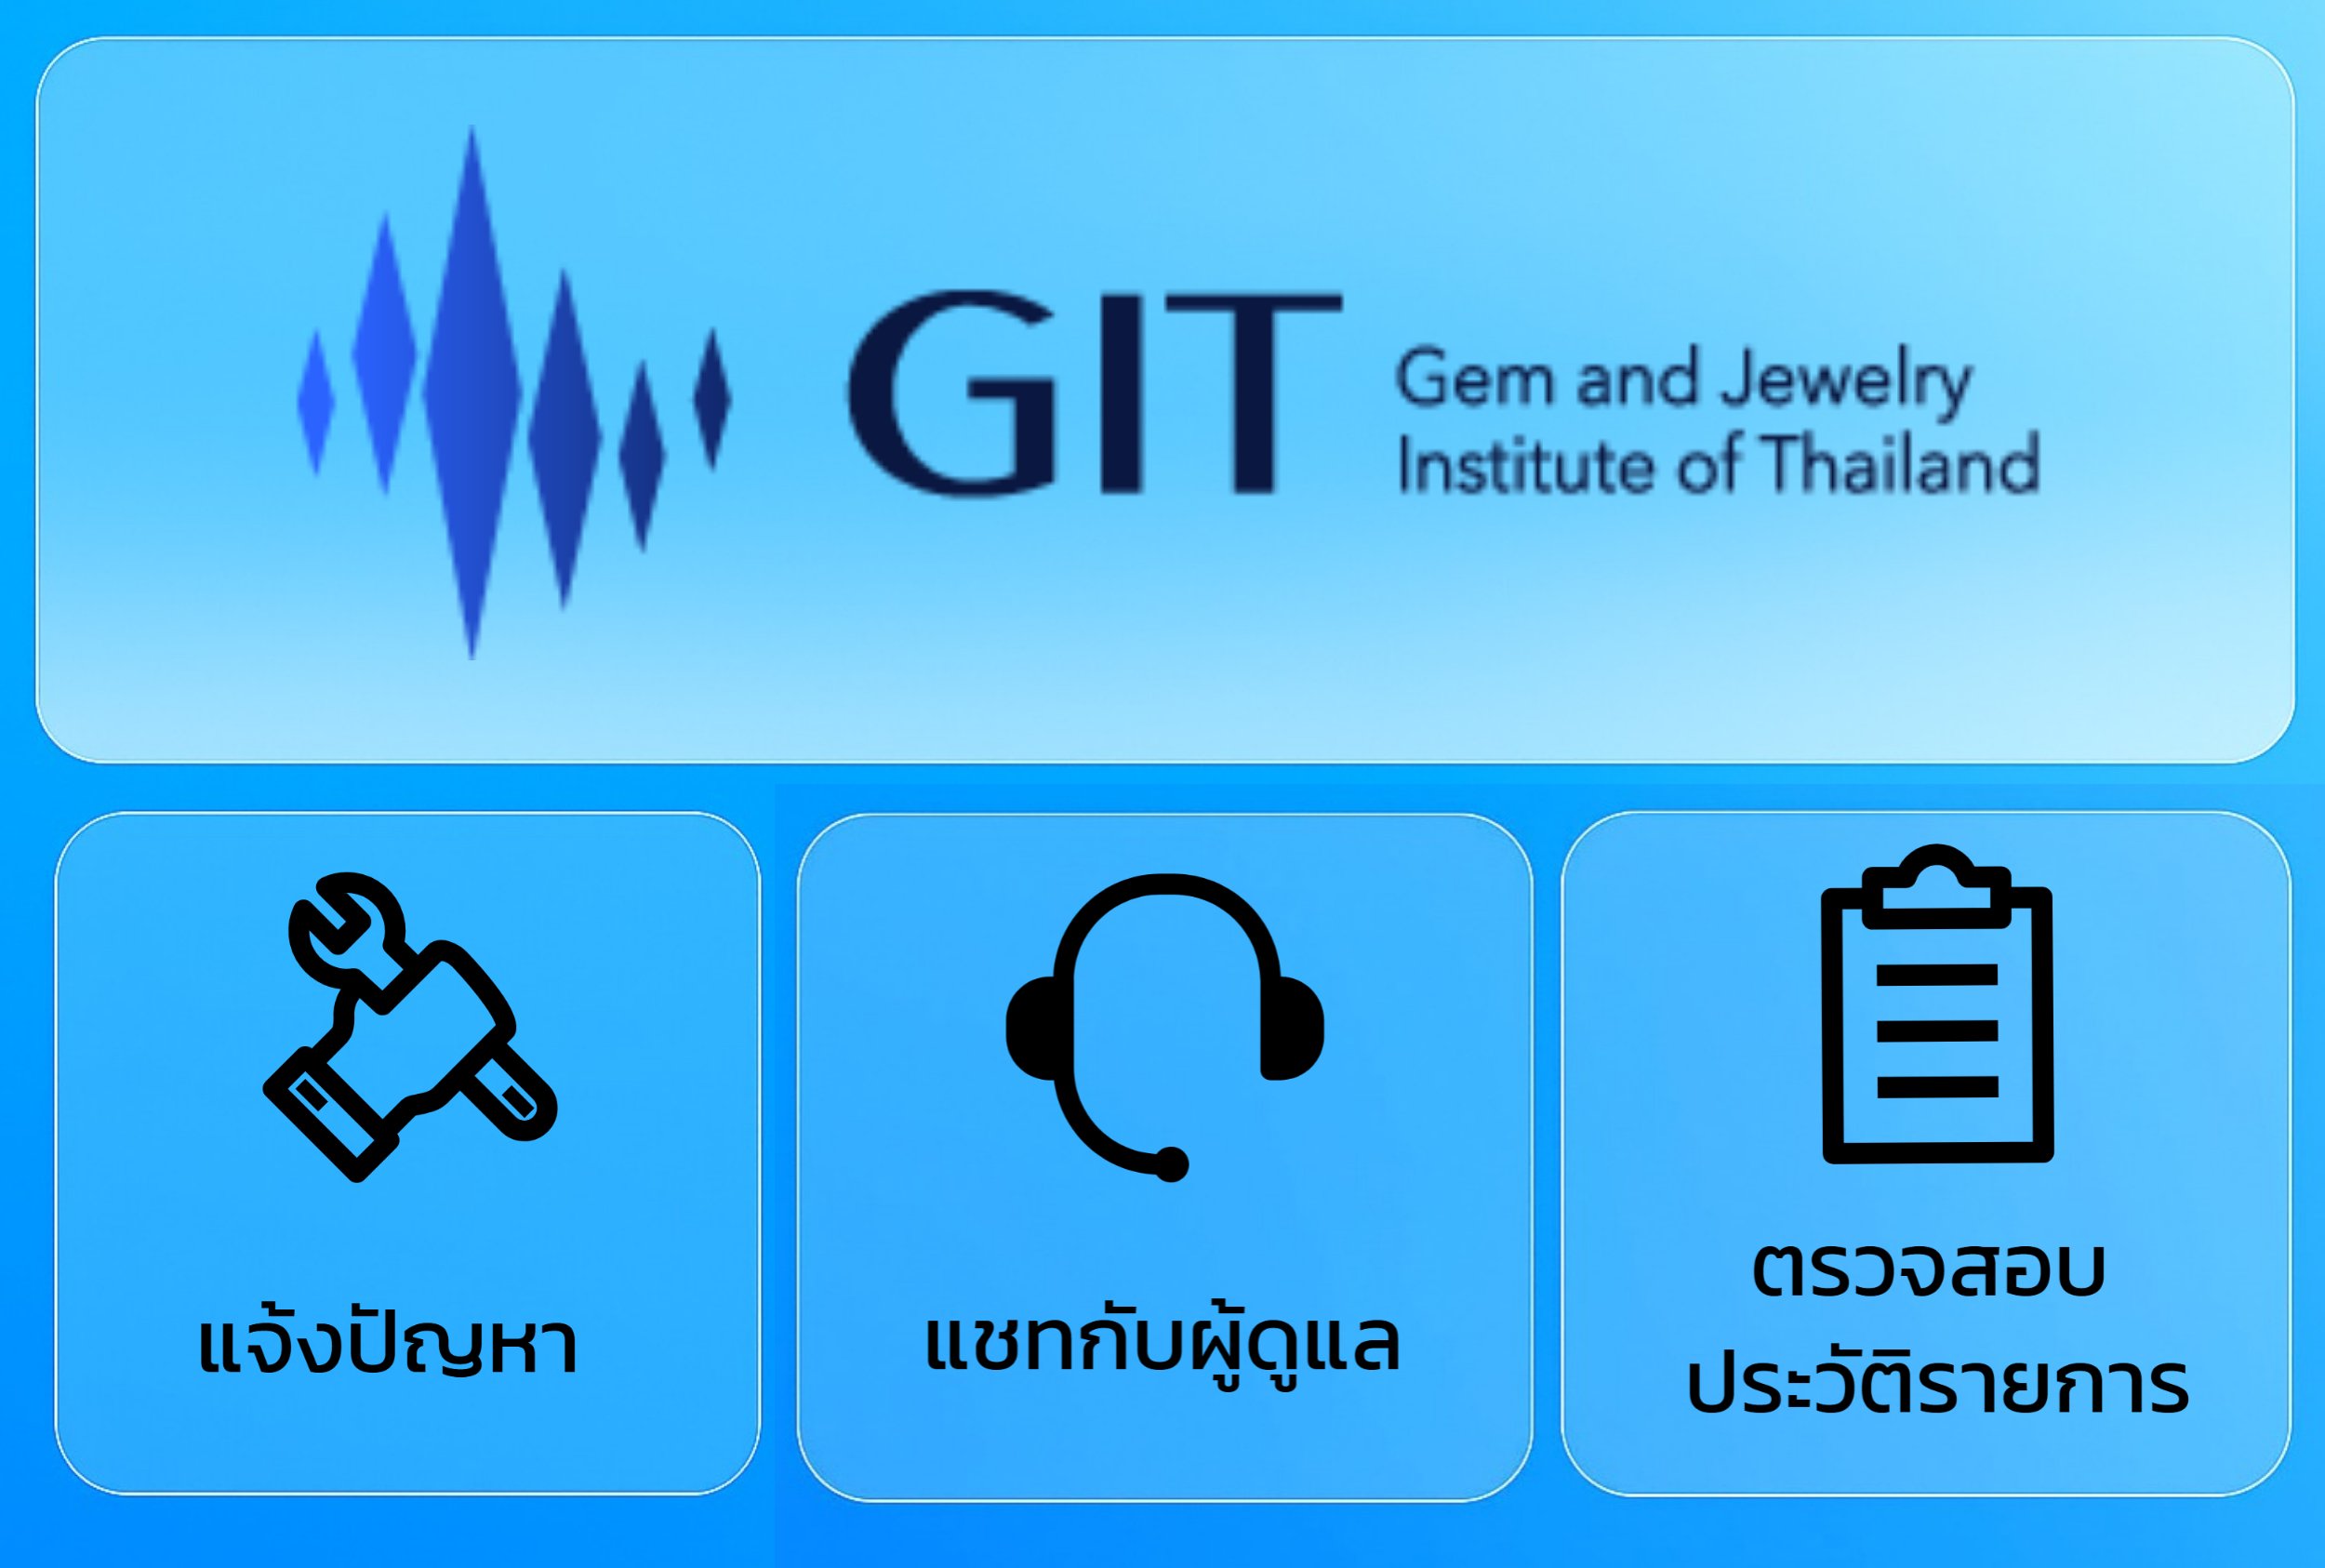 GIT
Gem and Jewelry
Institute of Thailand
แจ้งปัญหา
แชทกับผู้ดูแล
ตรวจสอบ
ประวัติรายการ